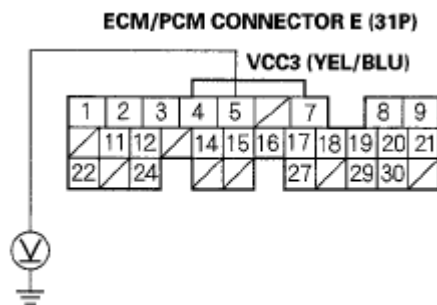 ECM/PCM CONNECTOR E (31P)
VCC3 (YEL/BLU)
1 2 3 4 5 7 8 9
11 12 14 15 16 17 18 19 20 21
22 24 27 29 30
V